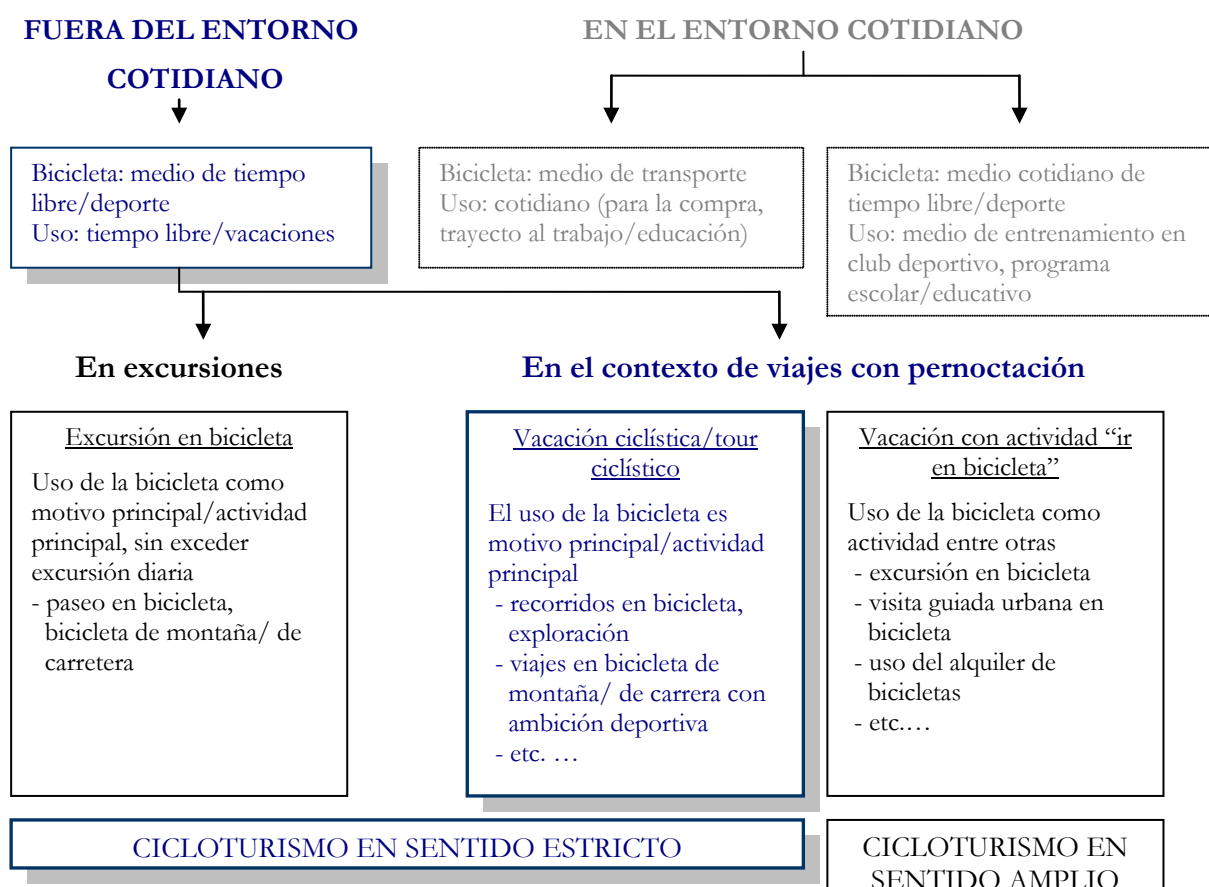 FUERA DEL ENTORNO
COTIDIANO
EN EL ENTORNO COTIDIANO
Bicicleta: medio de tiempo
libre/deporte
Uso: tiempo libre/vacaciones
Bicicleta: medio de transporte
Uso: cotidiano (para la compra,
trayecto al trabajo/educación)
Bicicleta: medio cotidiano de
tiempo libre/deporte
Uso: medio de entrenamiento en
club deportivo, programa
escolar/educativo
En excursiones
En el contexto de viajes con pernoctación
Excursión en bicicleta
Uso de la bicicleta como
motivo principal/actividad
principal, sin exceder
excursión diaria
- paseo en bicicleta,
bicicleta de montaña/ de
carretera
Vacación ciclística/tour
ciclístico
El uso de la bicicleta es
motivo principal/actividad
principal
- recorridos en bicicleta,
exploración
- viajes en bicicleta de
montaña/ de carrera con
ambición deportiva
- etc. …
Vacación con actividad “ir
en bicicleta”
Uso de la bicicleta como
actividad entre otras
- excursión en bicicleta
- visita guiada urbana en
bicicleta
- uso del alquiler de
bicicletas
- etc.…
CICLOTURISMO EN SENTIDO ESTRICTO
CICLOTURISMO EN
SENTIDO AMPLIO